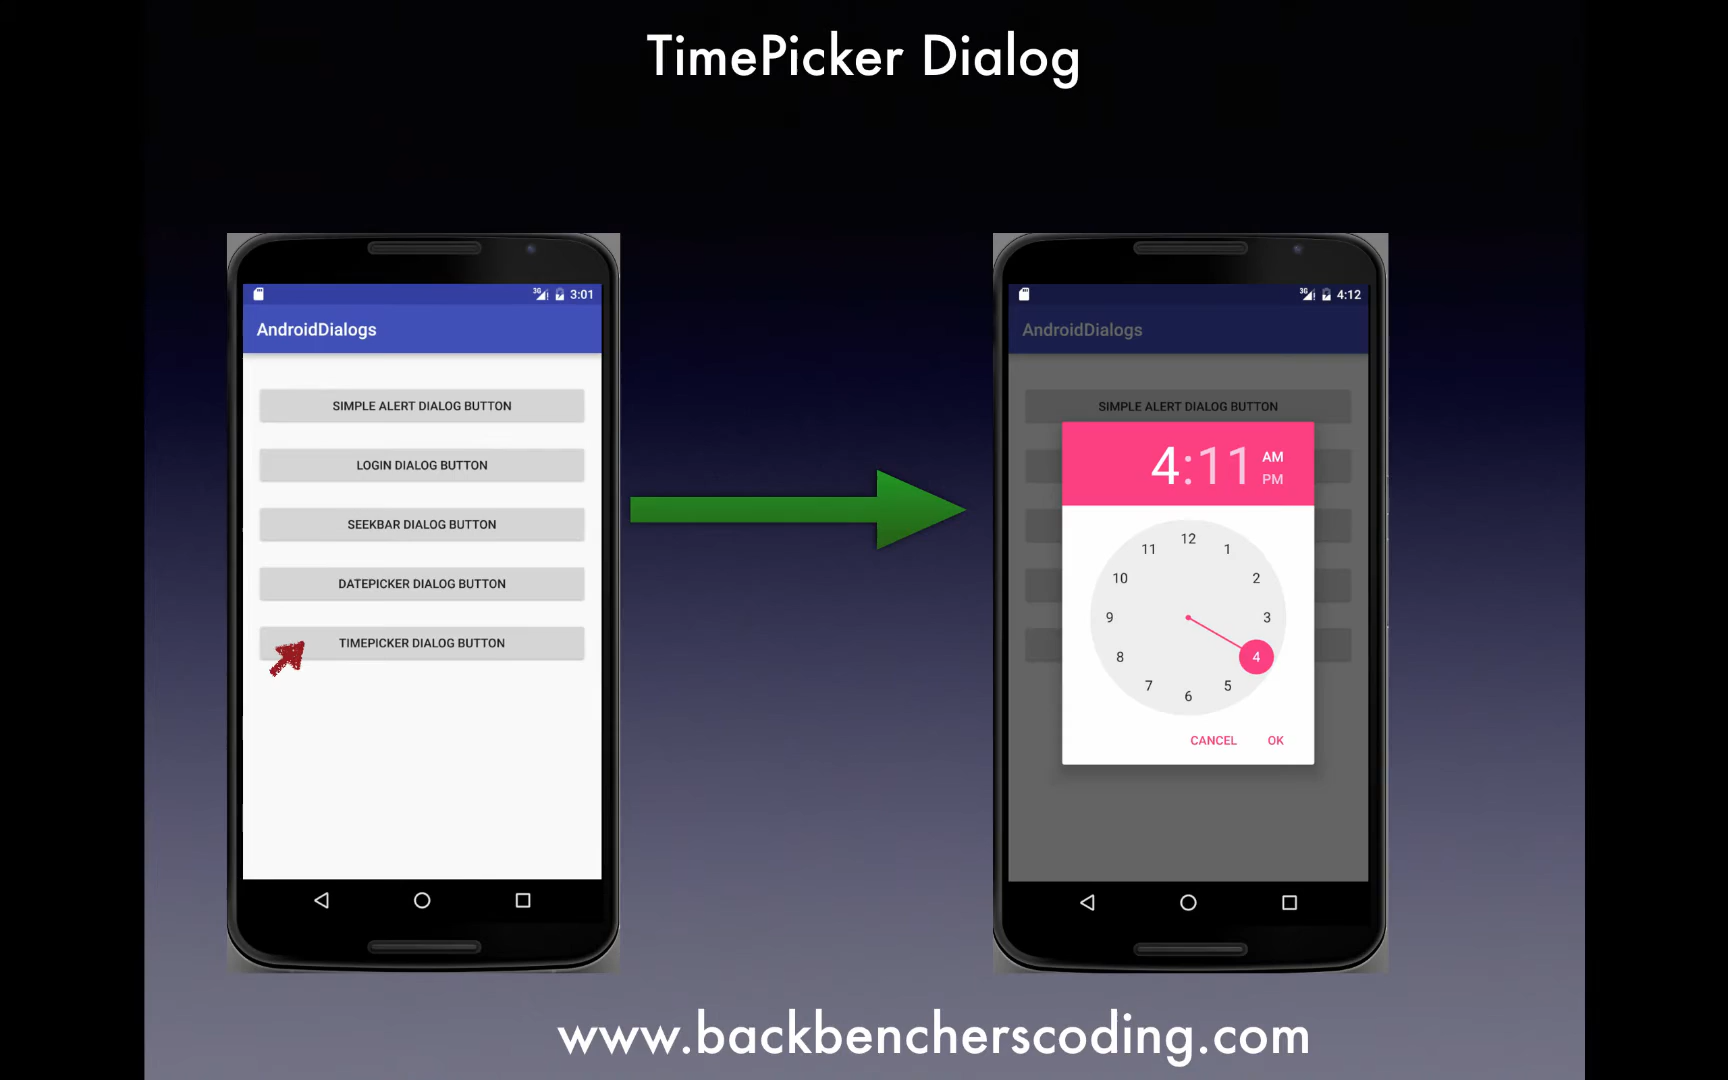 TimePicker Dialog
3G 3:01
AndroidDialogs
SIMPLE ALERT DIALOG BUTTON
LOGIN DIALOG BUTTON
SEEKBAR DIALOG BUTTON
DATEPICKER DIALOG BUTTON
TIMEPICKER DIALOG BUTTON
3G 4:12
AndroidDialogs
SIMPLE ALERT DIALOG BUTTON
4:11 AM
PM
12
11 1
10 2
9 3
8 4
7 5
6
CANCEL OK
www.backbencherscoding.com